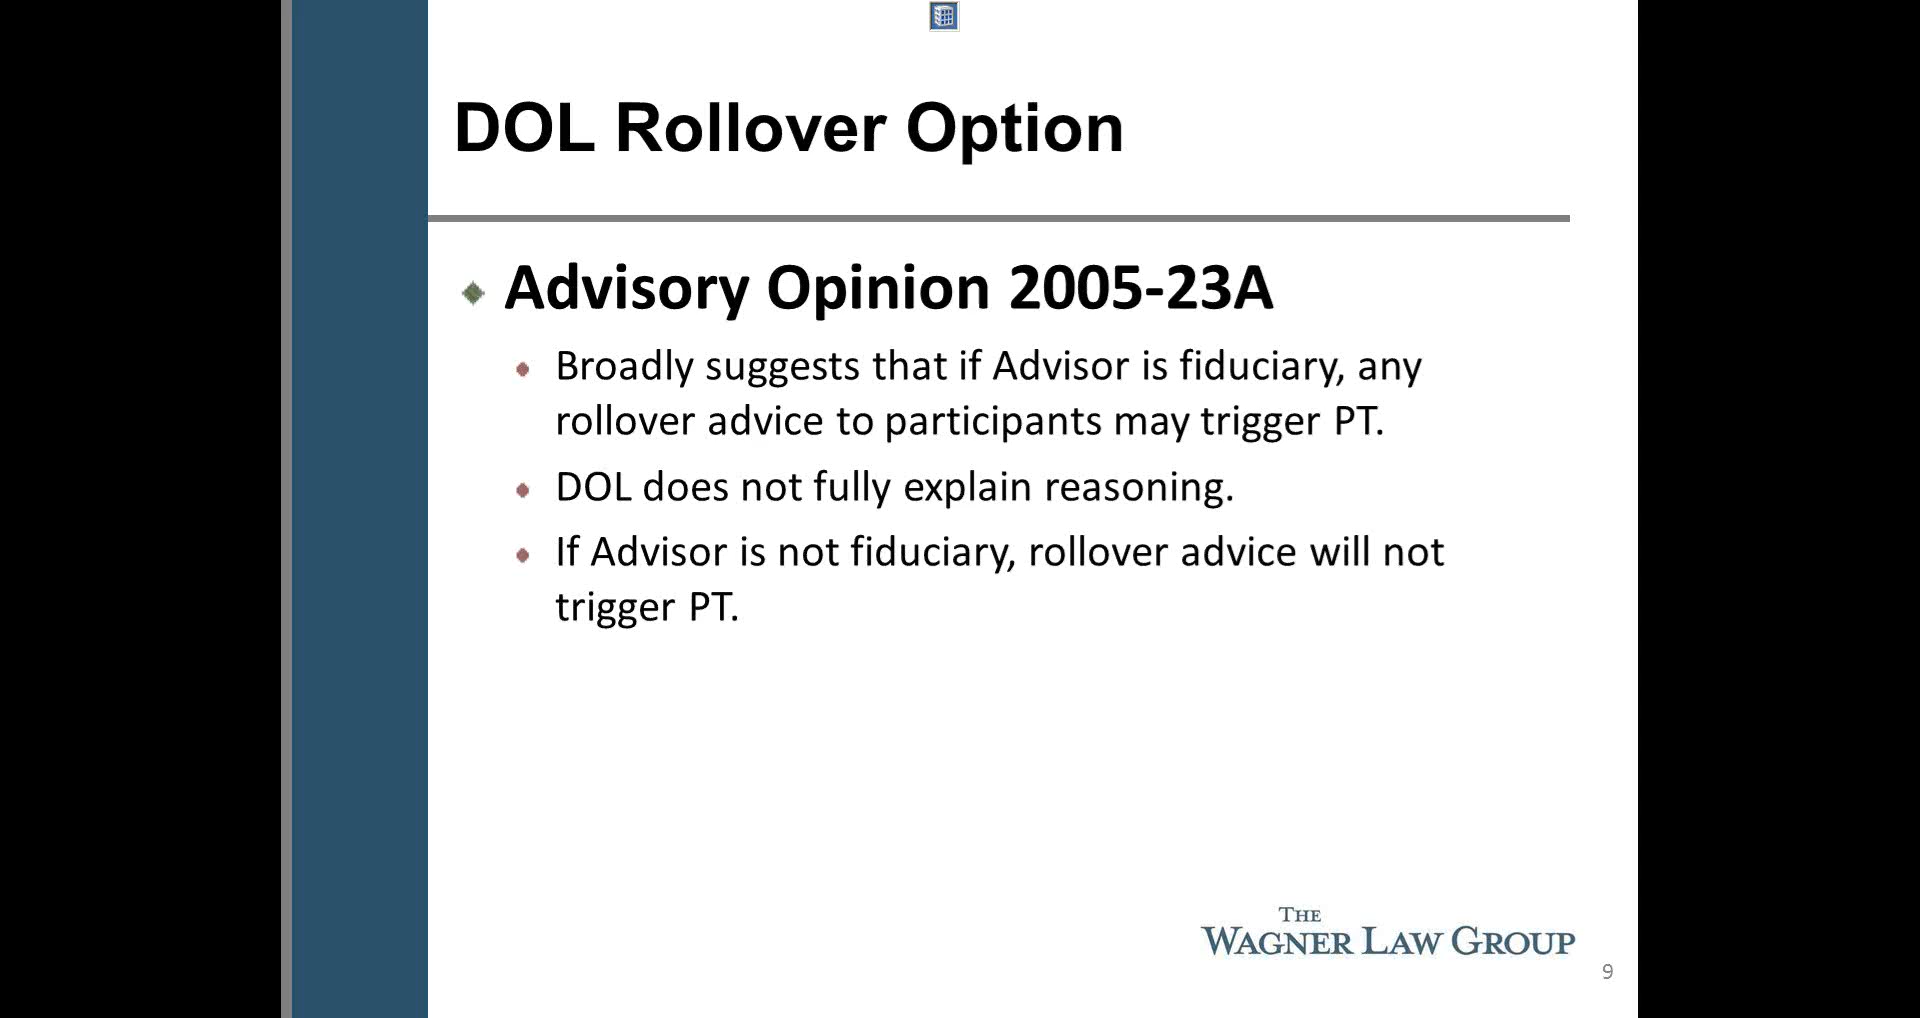 DOL Rollover Option
Advisory Opinion 2005-23A
Broadly suggests that if Advisor is fiduciary, any
rollover advice to participants may trigger PT.
DOL does not fully explain reasoning.
If Advisor is not fiduciary, rollover advice will not
trigger PT.
THE
WAGNER LAW GROUP
9